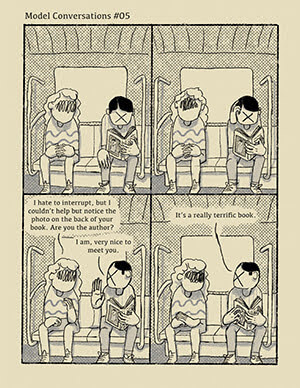 Model Conversations #05
I hate to interrupt, but I
couldn't help but notice the
photo on the back of your
book. Are you the author?
I am, very nice to
meet you.
It's a really terrific book.